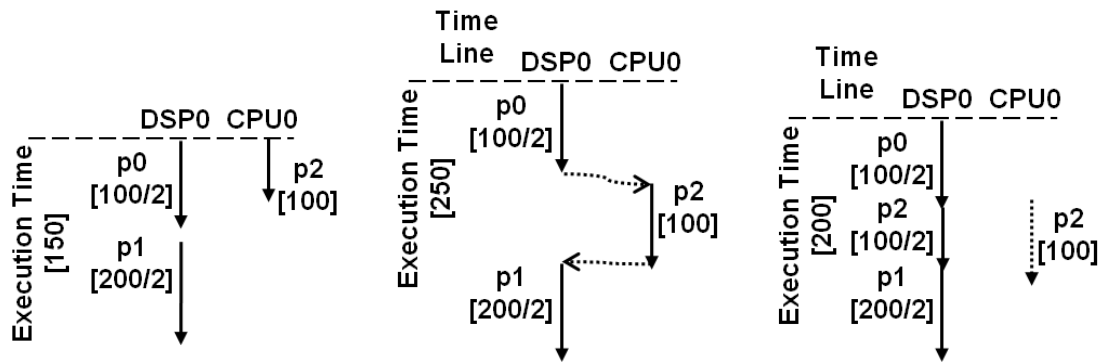 DSP0 CPU0
Execution Time
[150]
p0
[100/2]
p2
[100]
p1
[200/2]
Time
Line
DSP0 CPU0
Execution Time
[250]
p0
[100/2]
p2
[100]
p1
[200/2]
Time
Line
DSP0 CPU0
Execution Time
[200]
p0
[100/2]
p2
[100/2]
p2
[100]
p1
[200/2]